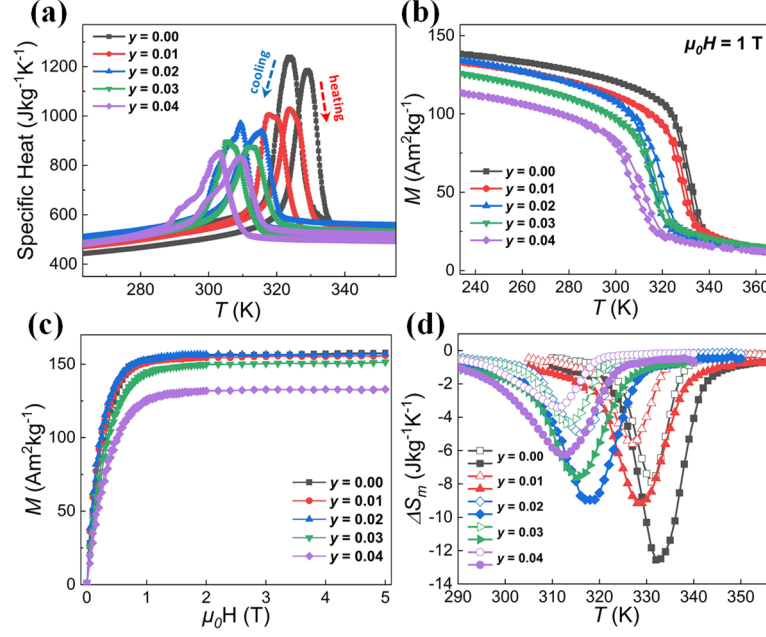 (a)
y = 0.00
y = 0.01
y = 0.02
y = 0.03
y = 0.04
cooling
heating
1200
1000
800
600
400
Specific Heat (Jkg⁻¹K⁻¹)
280 300 320 340
T (K)
(b)
μ₀H = 1 T
150
100
50
0
M (Am²kg⁻¹)
y = 0.00
y = 0.01
y = 0.02
y = 0.03
y = 0.04
240 260 280 300 320 340 360
T (K)
(c)
150
100
50
0
M (Am²kg⁻¹)
y = 0.00
y = 0.01
y = 0.02
y = 0.03
y = 0.04
0 1 2 3 4 5
μ₀H (T)
(d)
0
-2
-4
-6
-8
-10
-12
-14
ΔSₘ (Jkg⁻¹K⁻¹)
y = 0.00
y = 0.01
y = 0.02
y = 0.03
y = 0.04
290 300 310 320 330 340 350
T (K)